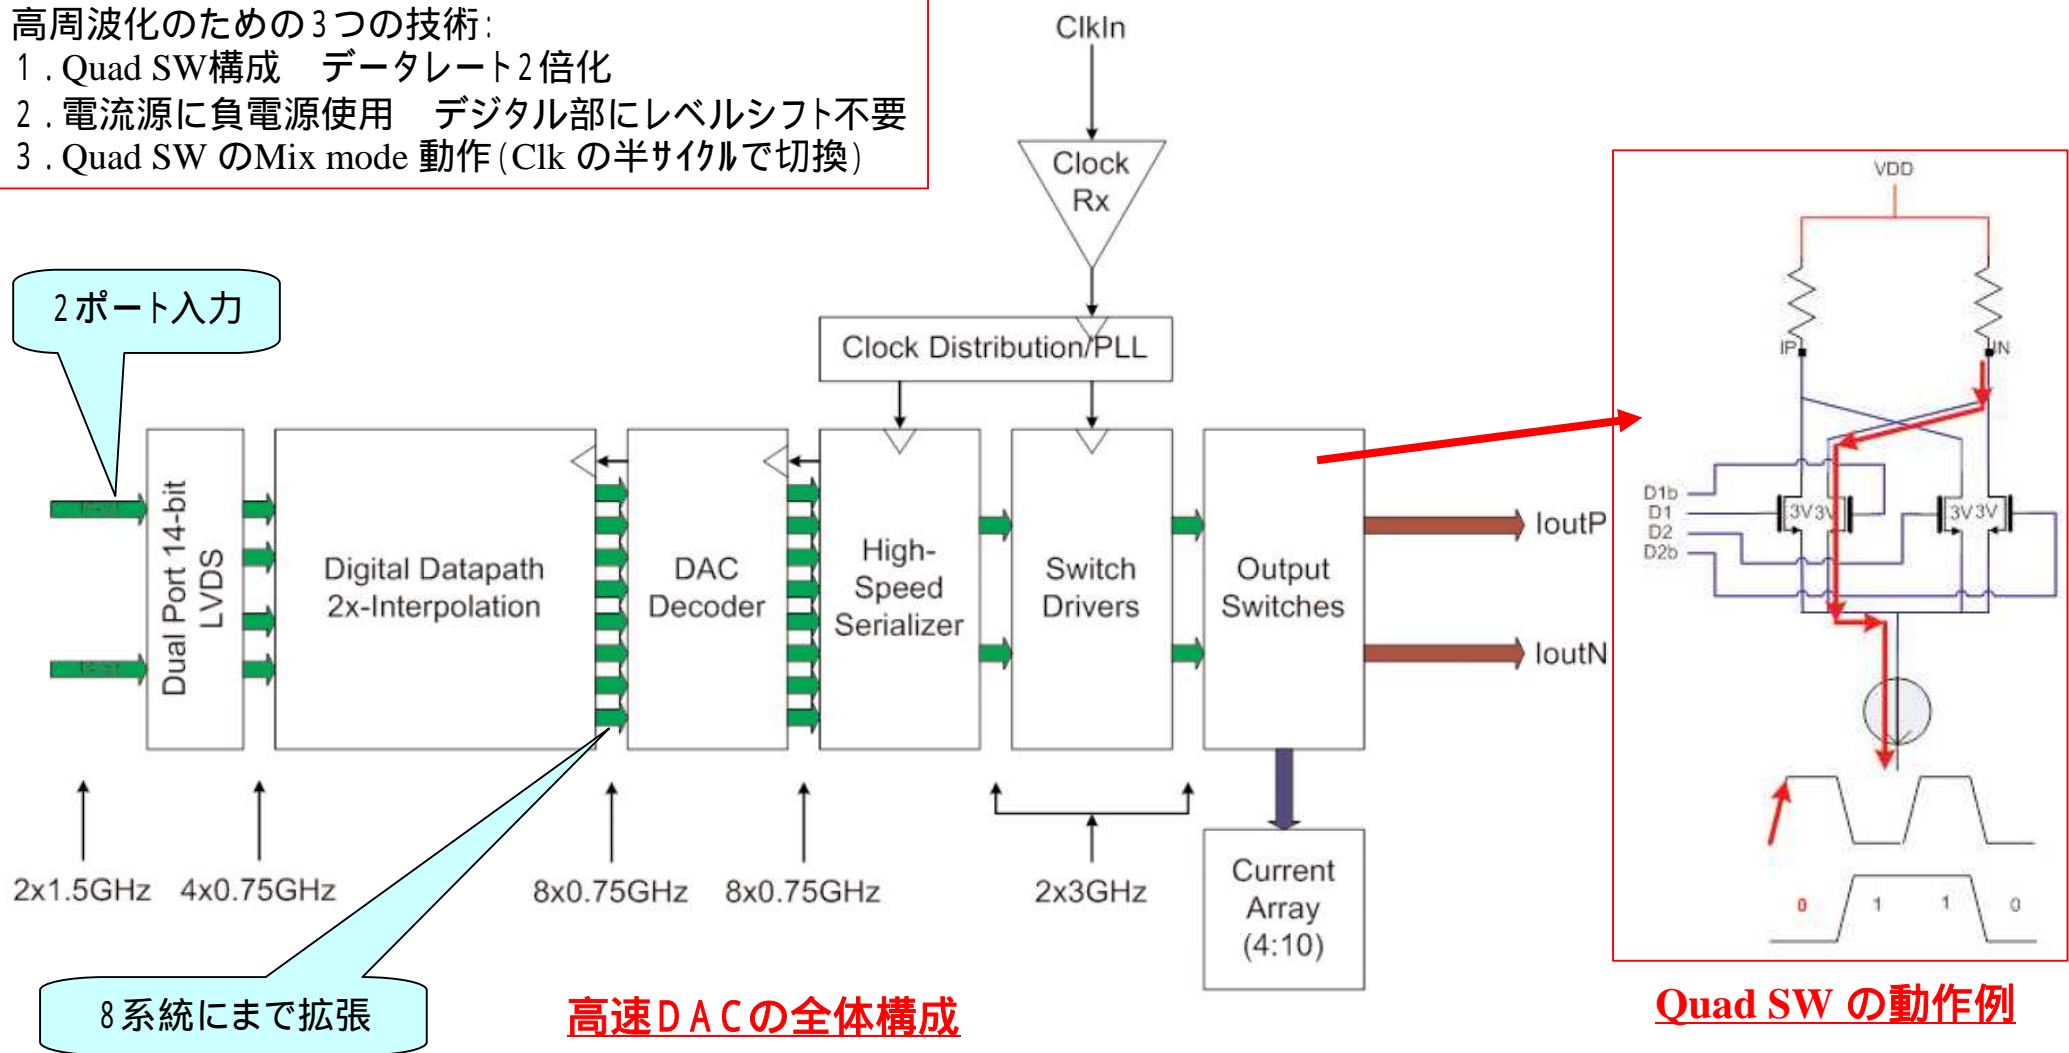 高周波化のための3つの技術:
1. Quad SW構成　データレート2倍化
2. 電流源に負電源使用　デジタル部にレベルシフト不要
3. Quad SW のMix mode 動作(Clk の半サイクルで切換)
ClkIn
Clock
Rx
Clock Distribution/PLL
2ポート入力
Dual Port 14-bit
LVDS
Digital Datapath
2x-Interpolation
DAC
Decoder
High-
Speed
Serializer
Switch
Drivers
Output
Switches
IoutP
IoutN
2x1.5GHz
4x0.75GHz
8x0.75GHz
8x0.75GHz
2x3GHz
Current
Array
(4:10)
8系統にまで拡張
高速DACの全体構成
VDD
IP
IN
D1b
D1
D2
D2b
3V
3V
3V
3V
0
1
1
0
Quad SW の動作例